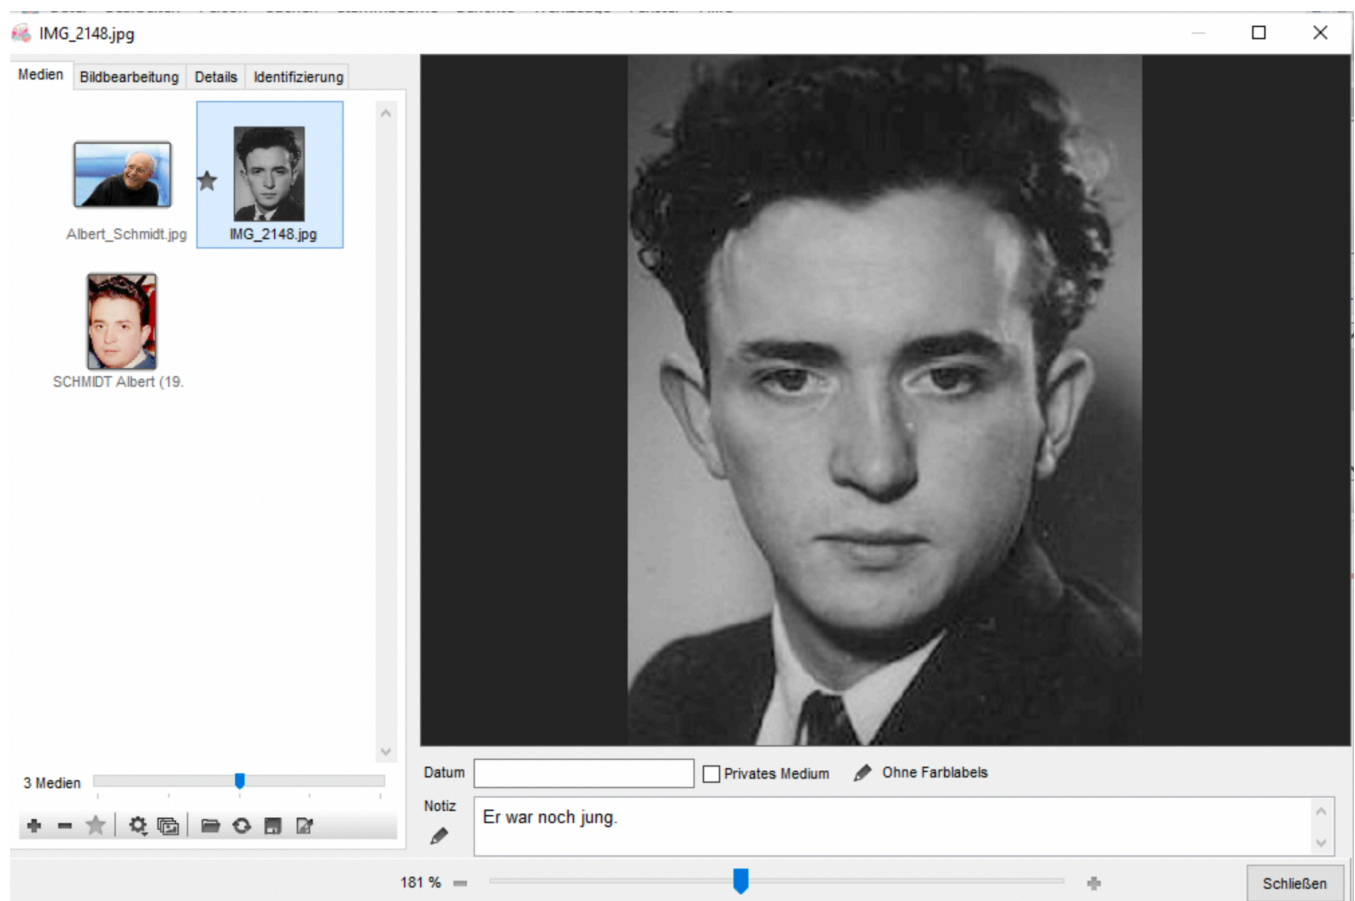 IMG_2148.jpg
Medien Bildbearbeitung Details Identifizierung
Albert_Schmidt.jpg IMG_2148.jpg
SCHMIDT Albert (19.
3 Medien
Datum Privates Medium Ohne Farblabels
Notiz Er war noch jung.
181 %
Schließen